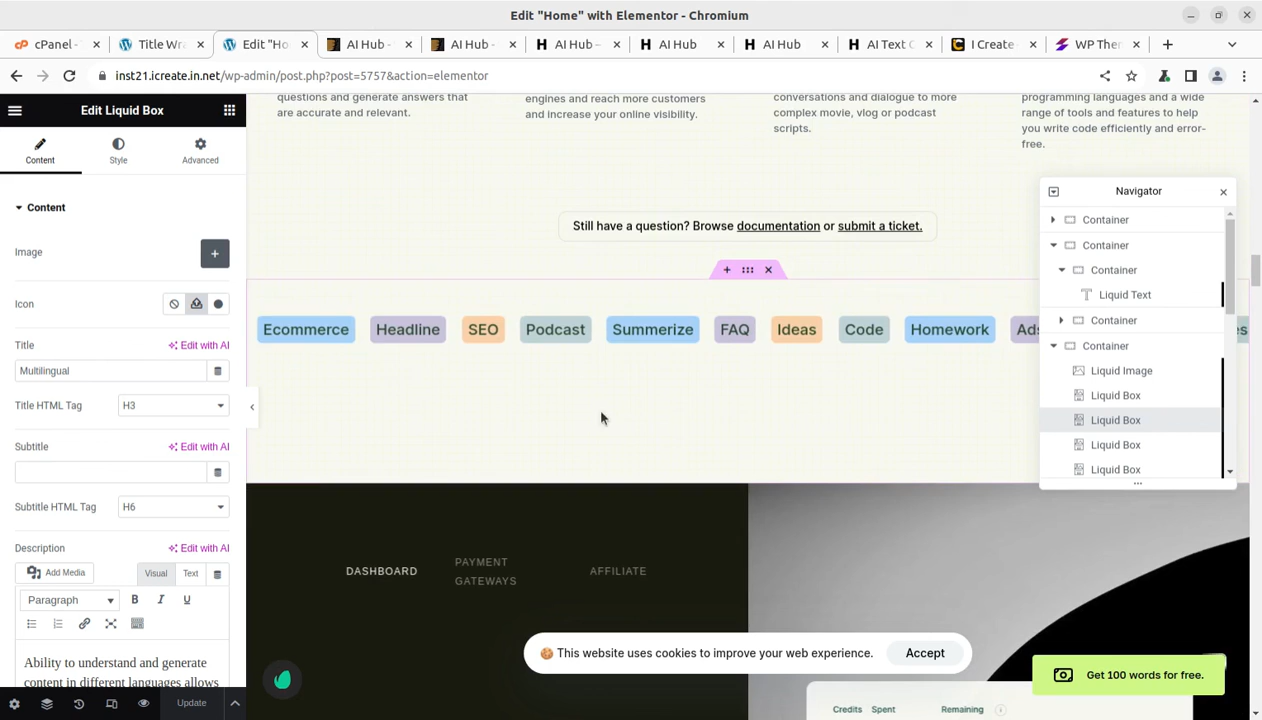 Edit "Home" with Elementor - Chromium
cPanel -
Title Wra
Edit "Ho
AI Hub -
AI Hub -
AI Hub –
AI Hub
AI Hub
AI Text C
I Create
WP Ther
inst21.icreate.in.net/wp-admin/post.php?post=5757&action=elementor
Edit Liquid Box
Content
Style
Advanced
Content
Image
Icon
Title
Edit with AI
Multilingual
Title HTML Tag
H3
Subtitle
Edit with AI
Subtitle HTML Tag
H6
Description
Edit with AI
Add Media
Visual
Text
Paragraph
B
I
U
Ability to understand and generate
content in different languages allows
Update
questions and generate answers that
are accurate and relevant.
engines and reach more customers
and increase your online visibility.
conversations and dialogue to more
complex movie, vlog or podcast
scripts.
programming languages and a wide
range of tools and features to help
you write code efficiently and error-
free.
Still have a question? Browse documentation or submit a ticket.
Ecommerce
Headline
SEO
Podcast
Summerize
FAQ
Ideas
Code
Homework
Ads
es
Navigator
Container
Container
Container
Liquid Text
Container
Container
Liquid Image
Liquid Box
Liquid Box
Liquid Box
Liquid Box
DASHBOARD
PAYMENT
GATEWAYS
AFFILIATE
This website uses cookies to improve your web experience.
Accept
Get 100 words for free.
Credits
Spent
Remaining